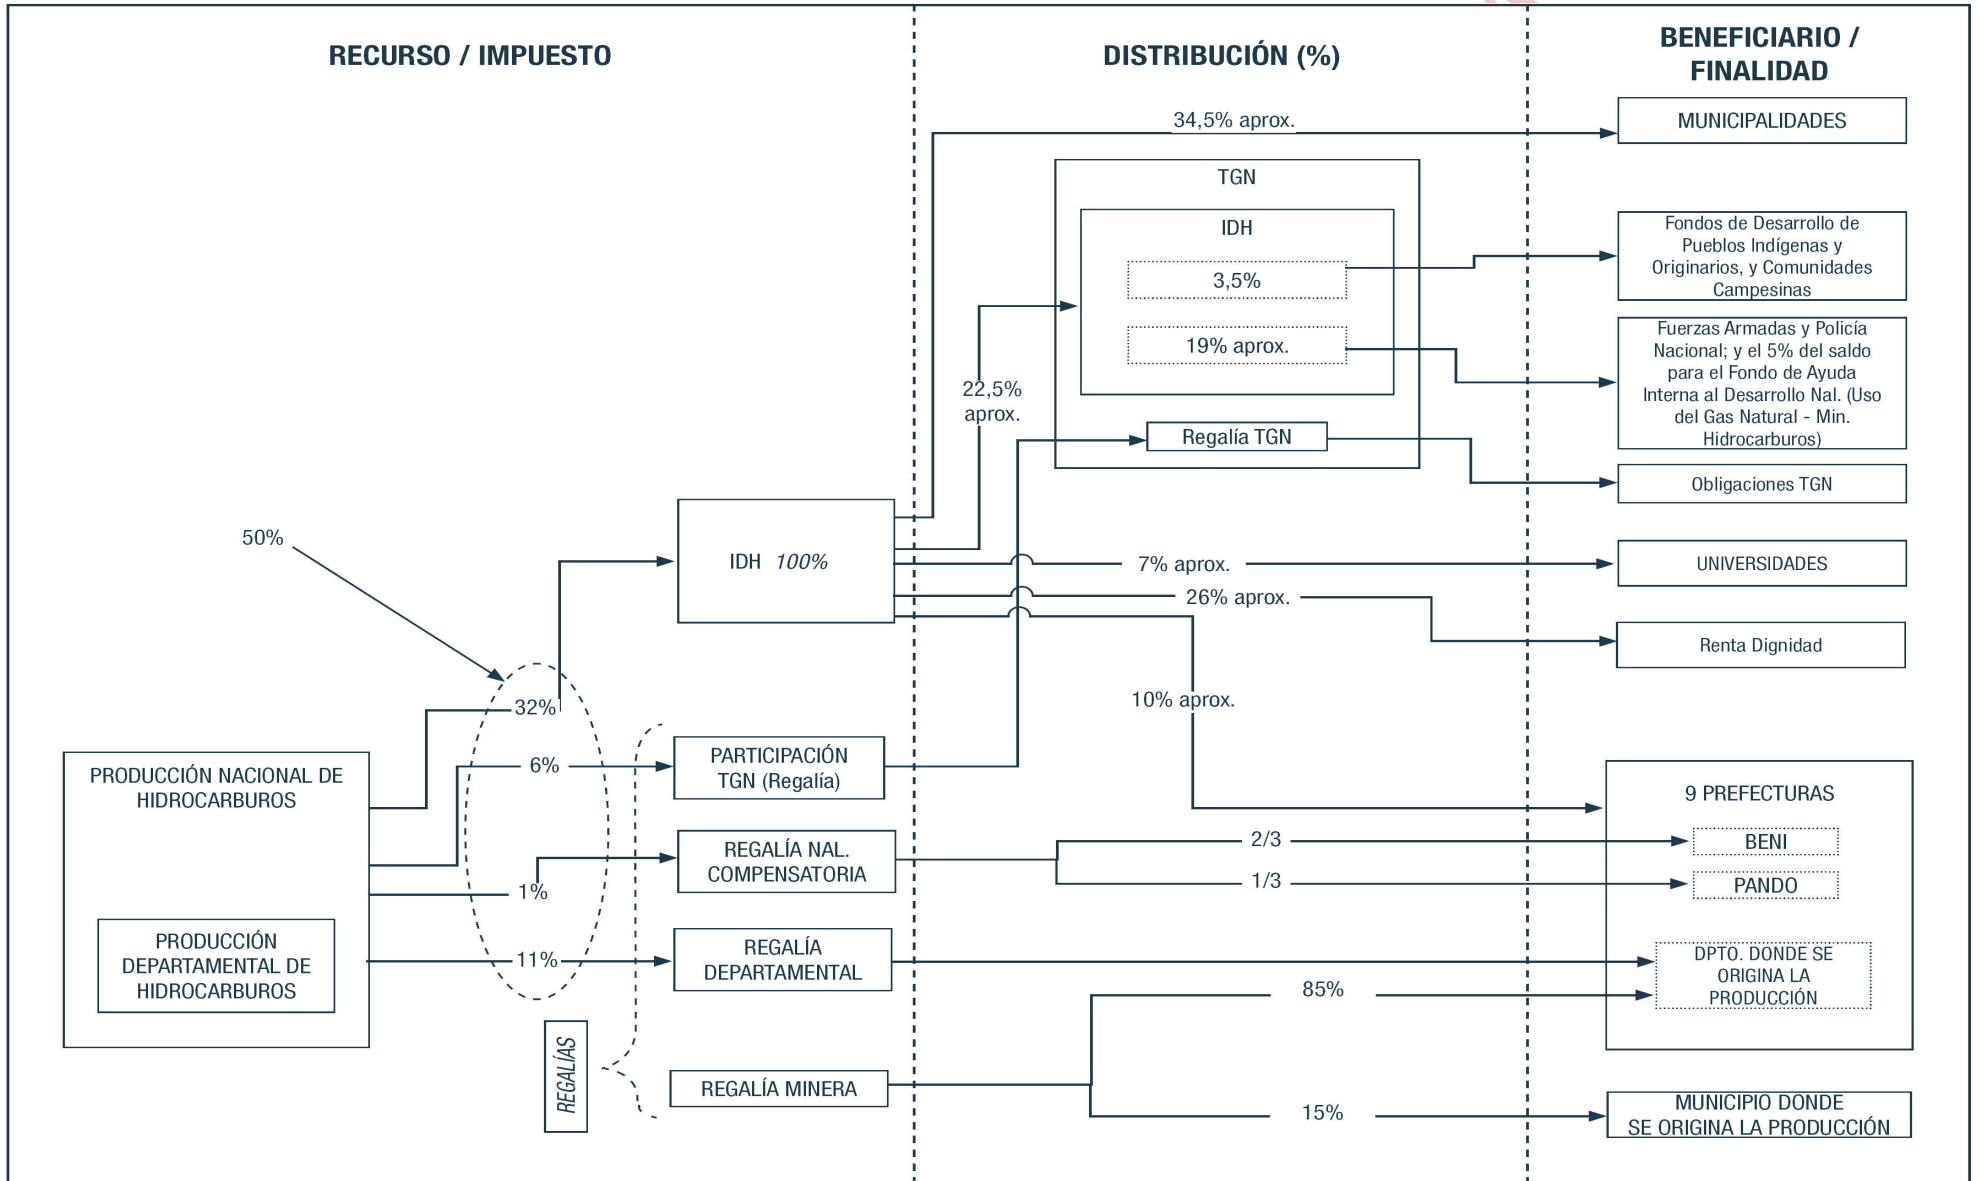 RECURSO / IMPUESTO
DISTRIBUCIÓN (%)
BENEFICIARIO /
FINALIDAD
34,5% aprox.
MUNICIPALIDADES
TGN
IDH
3,5%
19% aprox.
Fondos de Desarrollo de
Pueblos Indígenas y
Originarios, y Comunidades
Campesinas
Fuerzas Armadas y Policía
Nacional; y el 5% del saldo
para el Fondo de Ayuda
Interna al Desarrollo Nal. (Uso
del Gas Natural - Min.
Hidrocarburos)
22,5%
aprox.
Regalía TGN
Obligaciones TGN
50%
IDH 100%
7% aprox.
UNIVERSIDADES
26% aprox.
Renta Dignidad
10% aprox.
32%
6%
1%
11%
PRODUCCIÓN NACIONAL DE
HIDROCARBUROS
PRODUCCIÓN
DEPARTAMENTAL DE
HIDROCARBUROS
PARTICIPACIÓN
TGN (Regalía)
REGALÍA NAL.
COMPENSATORIA
REGALÍA
DEPARTAMENTAL
REGALÍAS
REGALÍA MINERA
2/3
1/3
85%
15%
9 PREFECTURAS
BENI
PANDO
DPTO. DONDE SE
ORIGINA LA
PRODUCCIÓN
MUNICIPIO DONDE
SE ORIGINA LA PRODUCCIÓN